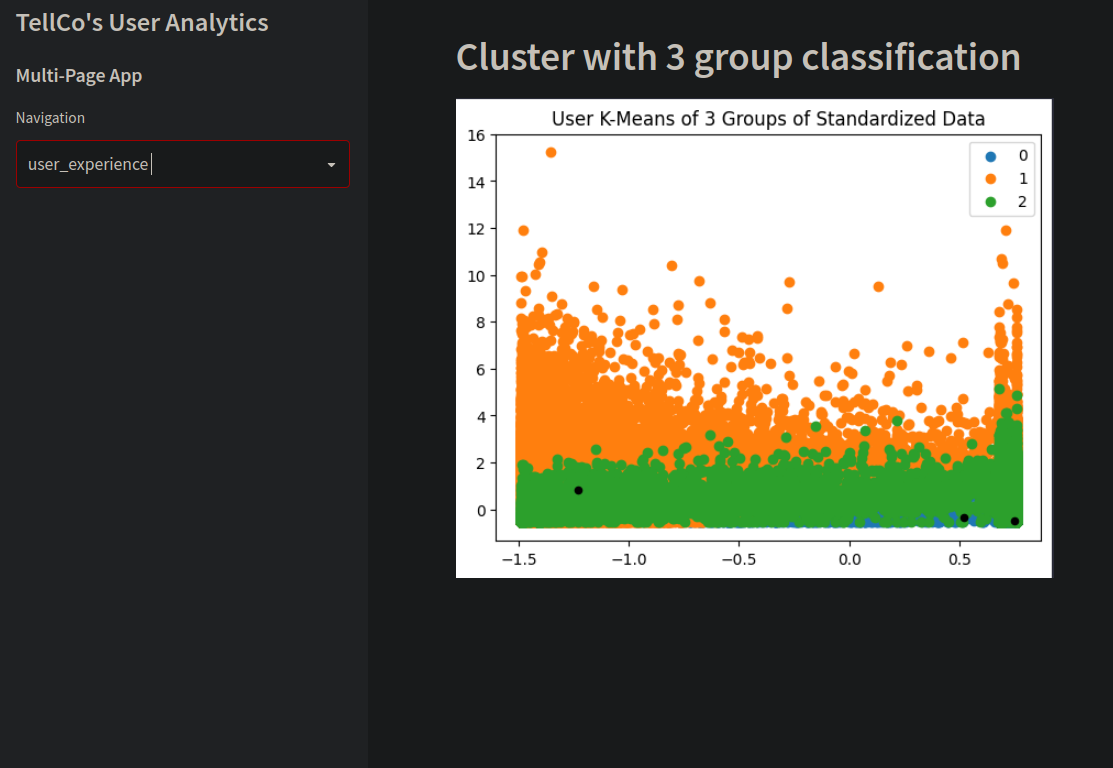 TellCo's User Analytics
Multi-Page App
Navigation
user_experience
Cluster with 3 group classification
User K-Means of 3 Groups of Standardized Data
16
14
12
10
8
6
4
2
0
−1.5
−1.0
−0.5
0.0
0.5
0
1
2